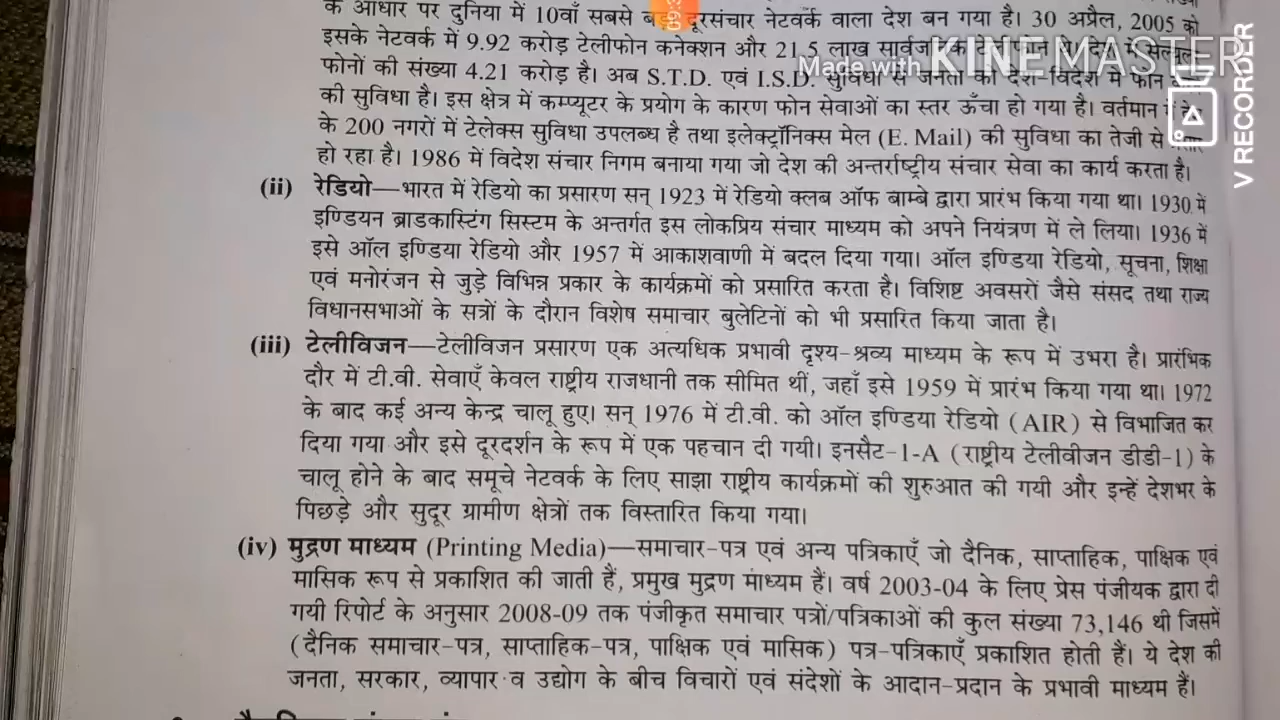 के आधार पर दुनिया में 10वाँ सबसे दूरसंचार नेटवर्क वाला देश बन गया है। 30 अप्रैल, 2005 को
इसके नेटवर्क में 9.92 करोड़ टेलीफोन कनेक्शन और 21.5 लाख
Made with KINEMASTER
फोनों की संख्या 4.21 करोड़ है। अब S.T.D. एवं I.S.D. सुविधा से जनता को देश-विदेश में फोन
की सुविधा है। इस क्षेत्र में कम्प्यूटर के प्रयोग के कारण फोन सेवाओं का स्तर ऊँचा हो गया है। वर्तमान में
के 200 नगरों में टेलेक्स सुविधा उपलब्ध है तथा इलेक्ट्रॉनिक्स मेल (E. Mail) की सुविधा का तेजी से
हो रहा है। 1986 में विदेश संचार निगम बनाया गया जो देश की अन्तर्राष्ट्रीय संचार सेवा का कार्य करता है।
V RECORDER
(ii) रेडियो—भारत में रेडियो का प्रसारण सन् 1923 में रेडियो क्लब ऑफ बाम्बे द्वारा प्रारंभ किया गया था। 1930 में
इण्डियन ब्राडकास्टिंग सिस्टम के अन्तर्गत इस लोकप्रिय संचार माध्यम को अपने नियंत्रण में ले लिया। 1936 में
इसे ऑल इण्डिया रेडियो और 1957 में आकाशवाणी में बदल दिया गया। ऑल इण्डिया रेडियो, सूचना, शिक्षा
एवं मनोरंजन से जुड़े विभिन्न प्रकार के कार्यक्रमों को प्रसारित करता है। विशिष्ट अवसरों जैसे संसद तथा राज्य
विधानसभाओं के सत्रों के दौरान विशेष समाचार बुलेटिनों को भी प्रसारित किया जाता है।
(iii) टेलीविजन—टेलीविजन प्रसारण एक अत्यधिक प्रभावी दृश्य-श्रव्य माध्यम के रूप में उभरा है। प्रारंभिक
दौर में टी.वी. सेवाएँ केवल राष्ट्रीय राजधानी तक सीमित थीं, जहाँ इसे 1959 में प्रारंभ किया गया था। 1972
के बाद कई अन्य केन्द्र चालू हुए। सन् 1976 में टी.वी. को ऑल इण्डिया रेडियो (AIR) से विभाजित कर
दिया गया और इसे दूरदर्शन के रूप में एक पहचान दी गयी। इनसैट-1-A (राष्ट्रीय टेलीवीजन डीडी-1) के
चालू होने के बाद समूचे नेटवर्क के लिए साझा राष्ट्रीय कार्यक्रमों की शुरुआत की गयी और इन्हें देशभर के
पिछड़े और सुदूर ग्रामीण क्षेत्रों तक विस्तारित किया गया।
(iv) मुद्रण माध्यम (Printing Media)—समाचार-पत्र एवं अन्य पत्रिकाएँ जो दैनिक, साप्ताहिक, पाक्षिक एवं
मासिक रूप से प्रकाशित की जाती हैं, प्रमुख मुद्रण माध्यम हैं। वर्ष 2003-04 के लिए प्रेस पंजीयक द्वारा दी
गयी रिपोर्ट के अनुसार 2008-09 तक पंजीकृत समाचार पत्रों/पत्रिकाओं की कुल संख्या 73,146 थी जिसमें
(दैनिक समाचार-पत्र, साप्ताहिक-पत्र, पाक्षिक एवं मासिक) पत्र-पत्रिकाएँ प्रकाशित होती हैं। ये देश की
जनता, सरकार, व्यापार व उद्योग के बीच विचारों एवं संदेशों के आदान-प्रदान के प्रभावी माध्यम हैं।